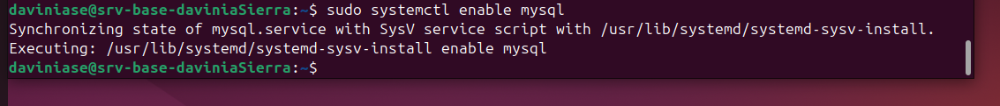 daviniase@srv-base-daviniaSierra:~$ sudo systemctl enable mysql
Synchronizing state of mysql.service with SysV service script with /usr/lib/systemd/systemd-sysv-install.
Executing: /usr/lib/systemd/systemd-sysv-install enable mysql
daviniase@srv-base-daviniaSierra:~$